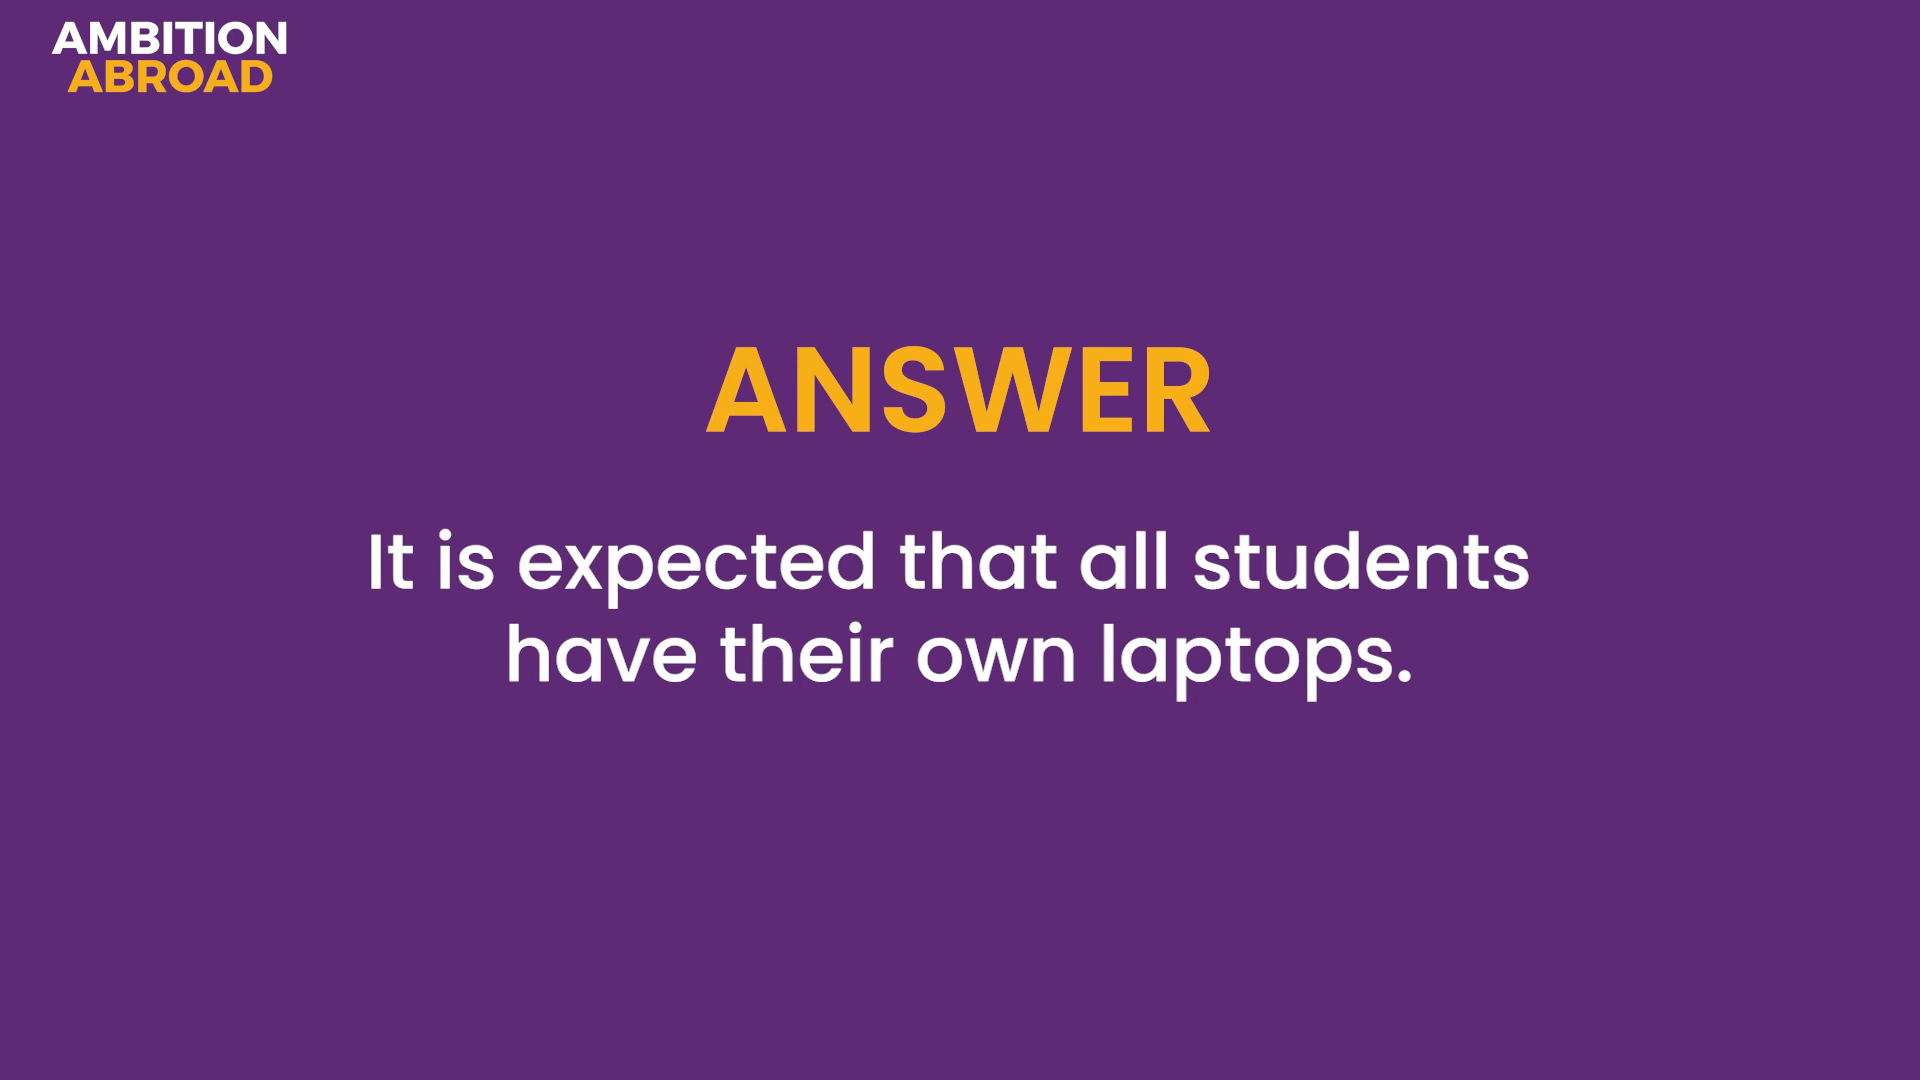 AMBITION
ABROAD
ANSWER
It is expected that all students
have their own laptops.